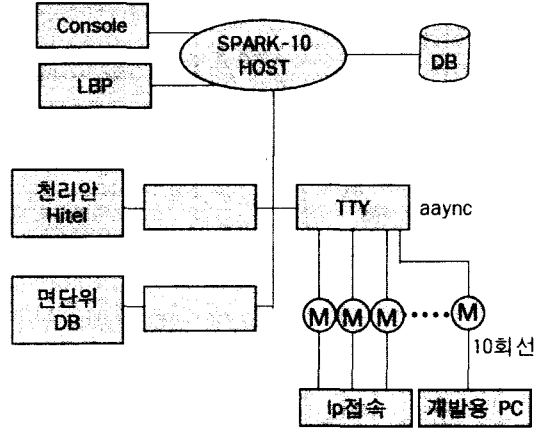 Console
SPARK-10
HOST
DB
LBP
천리안
Hitel
TTY
aaync
면단위
DB
M
M
M
M
10회선
Ip접속
개발용 PC